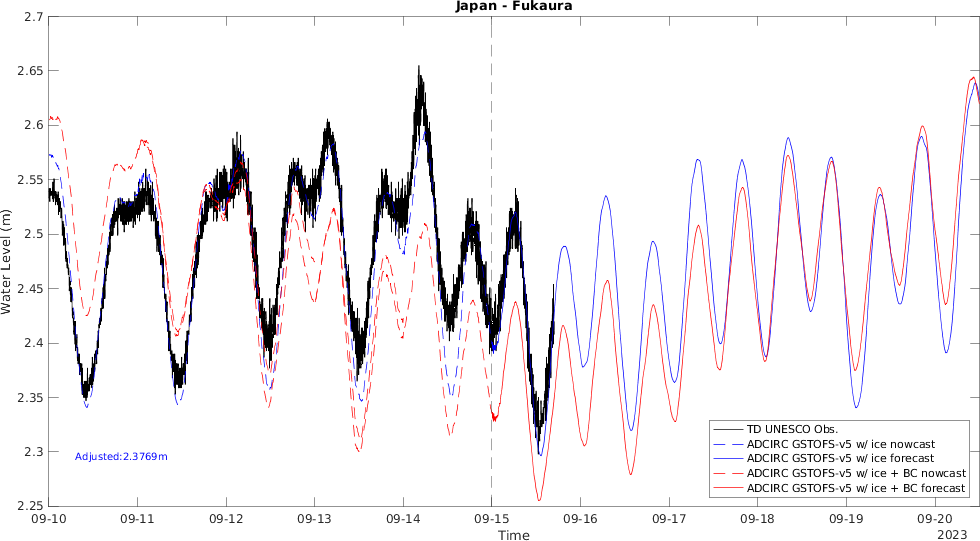 Japan - Fukaura
2.7
2.65
2.6
2.55
2.5
2.45
2.4
2.35
2.3
2.25
Water Level (m)
Adjusted:2.3769m
TD UNESCO Obs.
ADCIRC GSTOFS-v5 w/ ice nowcast
ADCIRC GSTOFS-v5 w/ ice forecast
ADCIRC GSTOFS-v5 w/ ice + BC nowcast
ADCIRC GSTOFS-v5 w/ ice + BC forecast
09-10 09-11 09-12 09-13 09-14 09-15 09-16 09-17 09-18 09-19 09-20
Time
2023